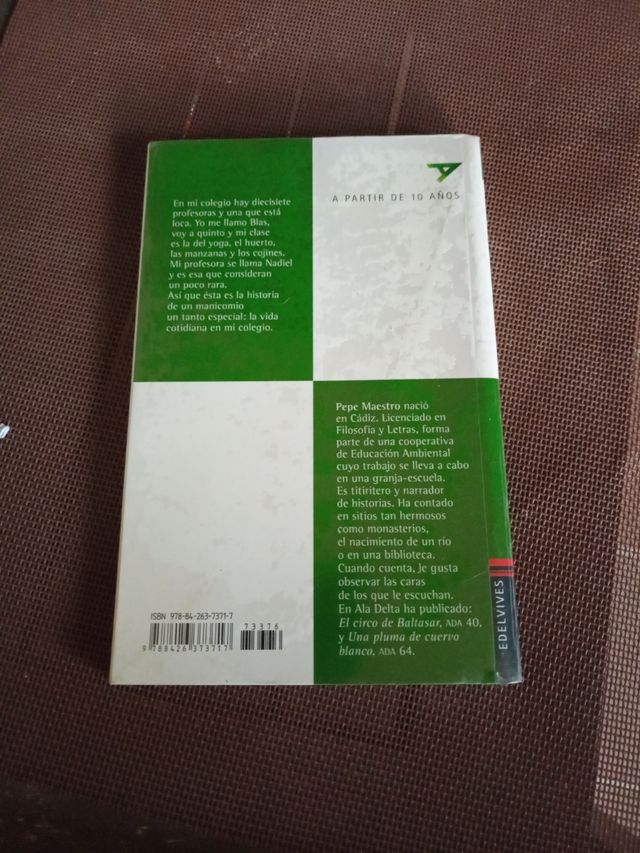 En mi colegio hay diecisiete
profesoras y una que está
loca. Yo me llamo Blas,
voy a quinto y mi clase
es la del yoga, el huerto,
las manzanas y los cojines.
Mi profesora se llama Nadiel
y es esa que consideran
un poco rara.
Así que ésta es la historia
de un manicomio
un tanto especial: la vida
cotidiana en mi colegio.
A PARTIR DE 10 AÑOS
Pepe Maestro nació
en Cádiz. Licenciado en
Filosofía y Letras, forma
parte de una cooperativa
de Educación Ambiental
cuyo trabajo se lleva a cabo
en una granja-escuela.
Es titiritero y narrador
de historias. Ha contado
en sitios tan hermosos
como monasterios,
el nacimiento de un río
o en una biblioteca.
Cuando cuenta, le gusta
observar las caras
de los que le escuchan.
En Ala Delta ha publicado:
El circo de Baltasar, ADA 40,
y Una pluma de cuervo
blanco, ADA 64.
ISBN 978-84-263-7371-7
73376
9 788426 373717
EDELVIVES